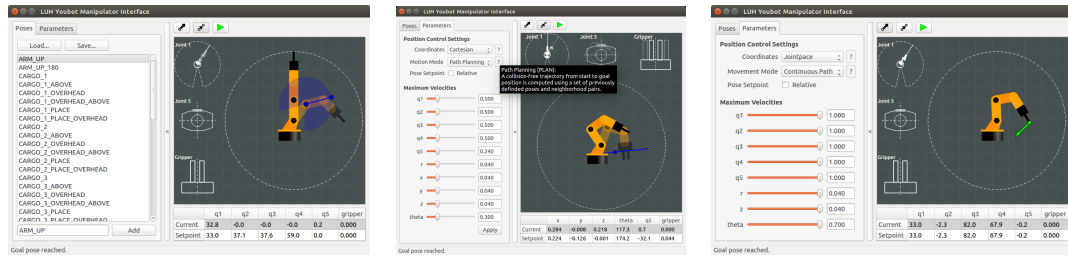 LUH Youbot Manipulator Interface
Poses Parameters
Load... Save...
ARM_UP
ARM_UP_180
CARGO_1
CARGO_1_ABOVE
CARGO_1_OVERHEAD
CARGO_1_OVERHEAD_ABOVE
CARGO_1_PLACE
CARGO_1_PLACE_OVERHEAD
CARGO_2
CARGO_2_ABOVE
CARGO_2_OVERHEAD
CARGO_2_OVERHEAD_ABOVE
CARGO_2_PLACE
CARGO_2_PLACE_OVERHEAD
CARGO_3
CARGO_3_ABOVE
CARGO_3_OVERHEAD
CARGO_3_OVERHEAD_ABOVE
CARGO_3_PLACE
CARGO_3_PLACE_OVERHEAD
ARM_UP Add
Joint 1
Joint 5
Gripper
q1 q2 q3 q4 q5 gripper
Current 32.8 -0.0 -0.0 -0.0 0.2 0.000
Setpoint 33.0 37.1 37.6 59.0 0.0 0.000
Goal pose reached.
LUH Youbot Manipulator Interface
Poses Parameters
Position Control Settings
Coordinates Cartesian ?
Motion Mode Path Planning ?
Pose Setpoint Relative
Path Planning (PLAN):
A collision-free trajectory from start to goal
position is computed using a set of previously
definded poses and neighborhood pairs.
Maximum Velocities
q1 0.500
q2 0.500
q3 0.500
q4 0.500
q5 0.240
r 0.040
x 0.040
y 0.040
z 0.040
theta 0.300
Apply
Joint 1 Joint 5 Gripper
x y z theta q5 gripper
Current 0.284 -0.008 0.218 117.3 0.7 0.000
Setpoint 0.224 -0.126 -0.001 174.2 -32.1 0.044
Goal pose reached.
LUH Youbot Manipulator Interface
Poses Parameters
Position Control Settings
Coordinates Jointpace ?
Movement Mode Continuous Path ?
Pose Setpoint Relative
Maximum Velocities
q1 1.000
q2 1.000
q3 1.000
q4 1.000
q5 1.000
r 0.040
z 0.040
theta 0.700
Joint 1
Joint 5
Gripper
q1 q2 q3 q4 q5 gripper
Current 33.0 -2.3 82.0 67.9 -0.2 0.000
Setpoint 33.0 -2.3 82.0 67.9 -0.2 0.000
Goal pose reached.